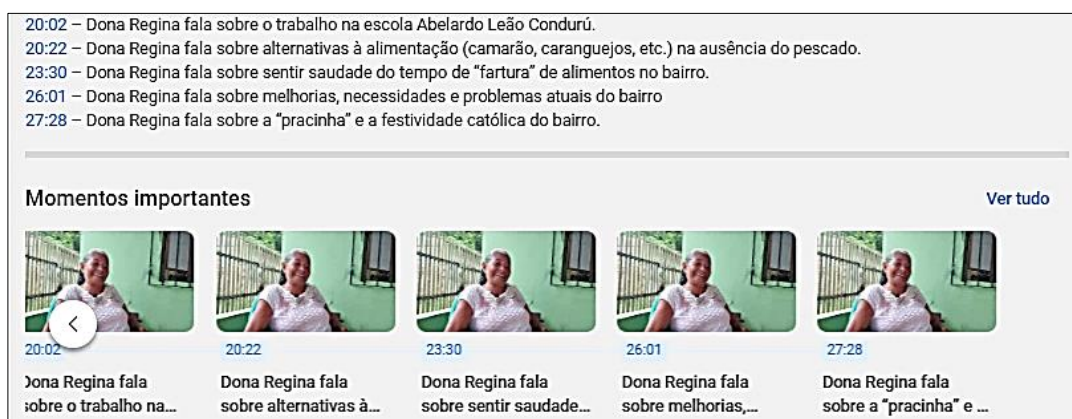 20:02 – Dona Regina fala sobre o trabalho na escola Abelardo Leão Condurú.
20:22 – Dona Regina fala sobre alternativas à alimentação (camarão, caranguejos, etc.) na ausência do pescado.
23:30 – Dona Regina fala sobre sentir saudade do tempo de “fartura” de alimentos no bairro.
26:01 – Dona Regina fala sobre melhorias, necessidades e problemas atuais do bairro
27:28 – Dona Regina fala sobre a “pracinha” e a festividade católica do bairro.
Momentos importantes
Ver tudo
20:02
Dona Regina fala
sobre o trabalho na...
20:22
Dona Regina fala
sobre alternativas à...
23:30
Dona Regina fala
sobre sentir saudade...
26:01
Dona Regina fala
sobre melhorias,...
27:28
Dona Regina fala
sobre a “pracinha” e ...